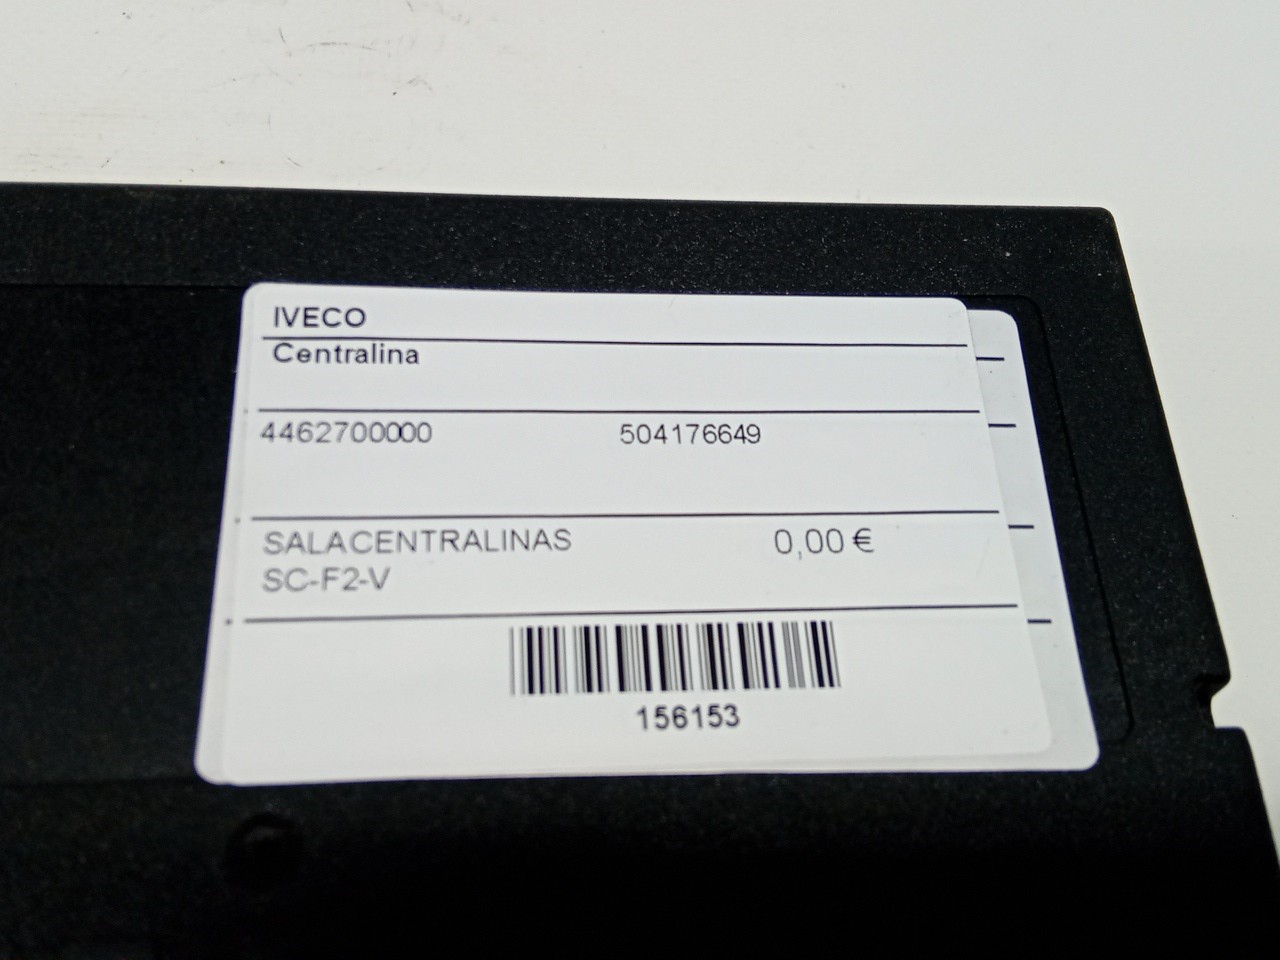 IVECO
Centralina
4462700000 504176649
SALACENTRALINAS 0,00 €
SC-F2-V
156153